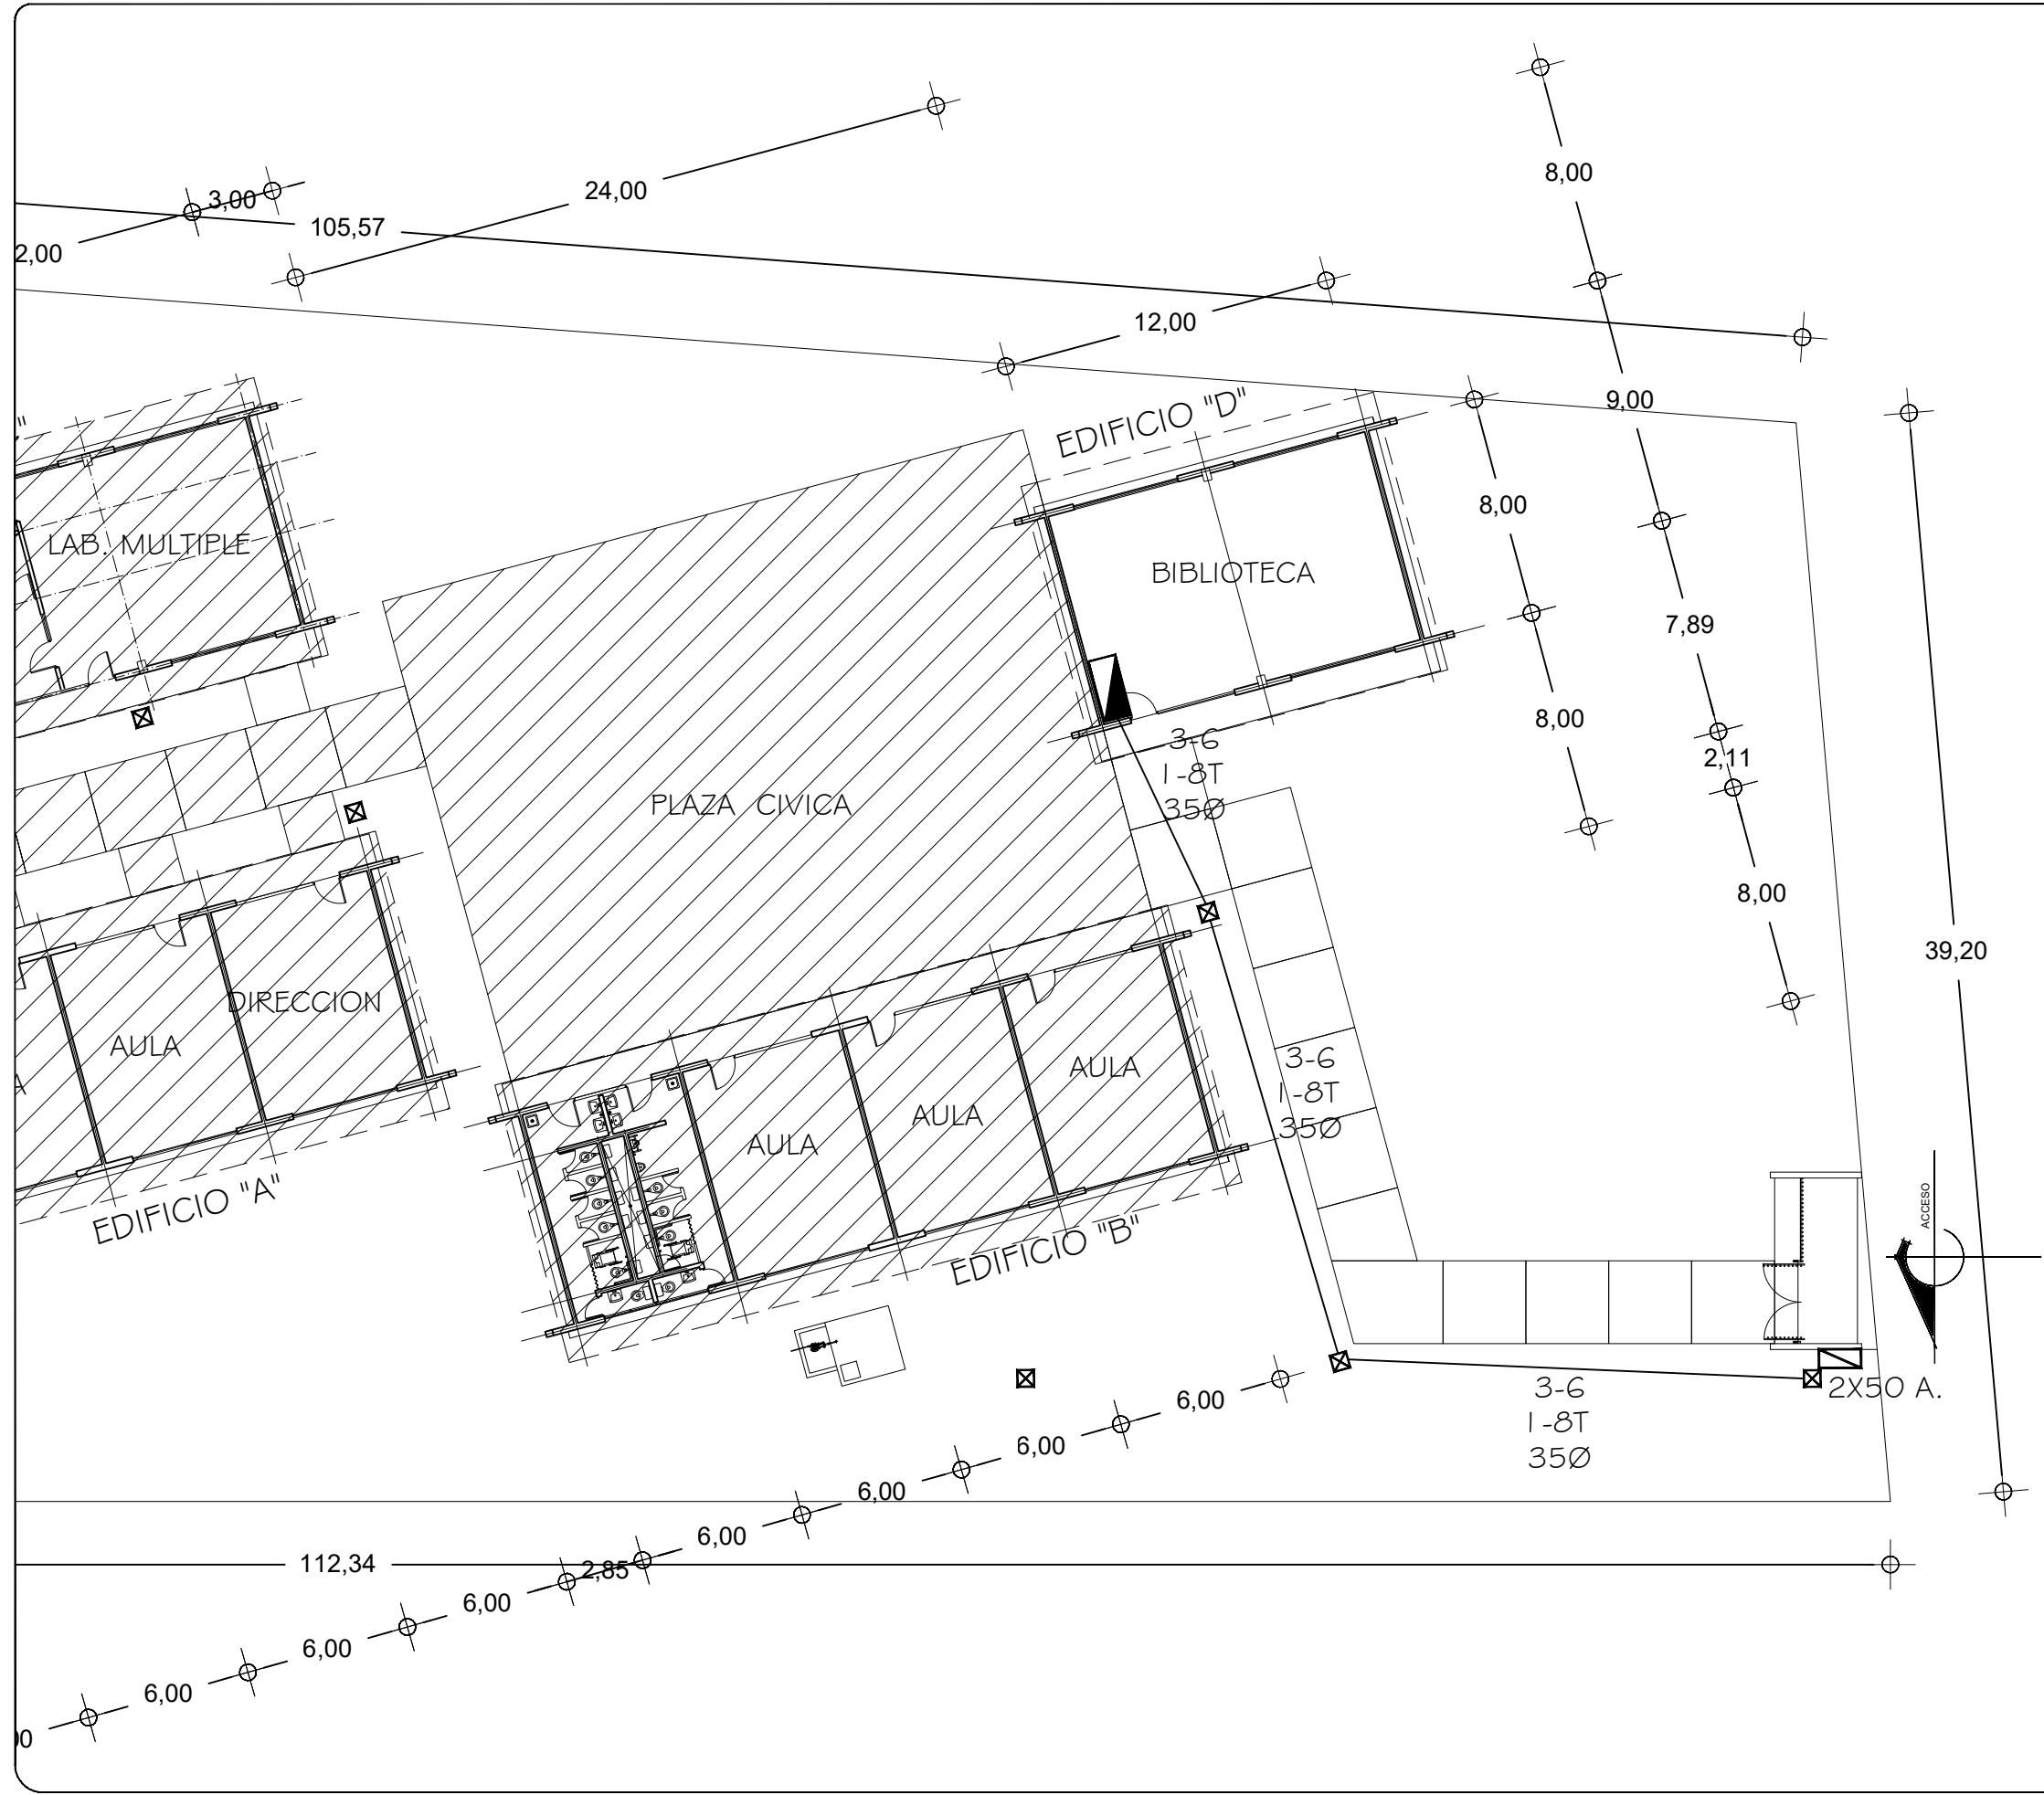 8,00
24,00
3,00
105,57
2,00
12,00
9,00
EDIFICIO "D"
"
8,00
LAB. MULTIPLE
BIBLIOTECA
7,89
8,00
3-6
1-8T
35Ø
2,11
PLAZA CIVICA
8,00
39,20
DIRECCION
AULA
A
AULA
AULA
AULA
3-6
1-8T
35Ø
EDIFICIO "A"
EDIFICIO "B"
ACCESO
2X50 A.
3-6
1-8T
35Ø
6,00
6,00
6,00
6,00
112,34
2,85
6,00
6,00
6,00
00